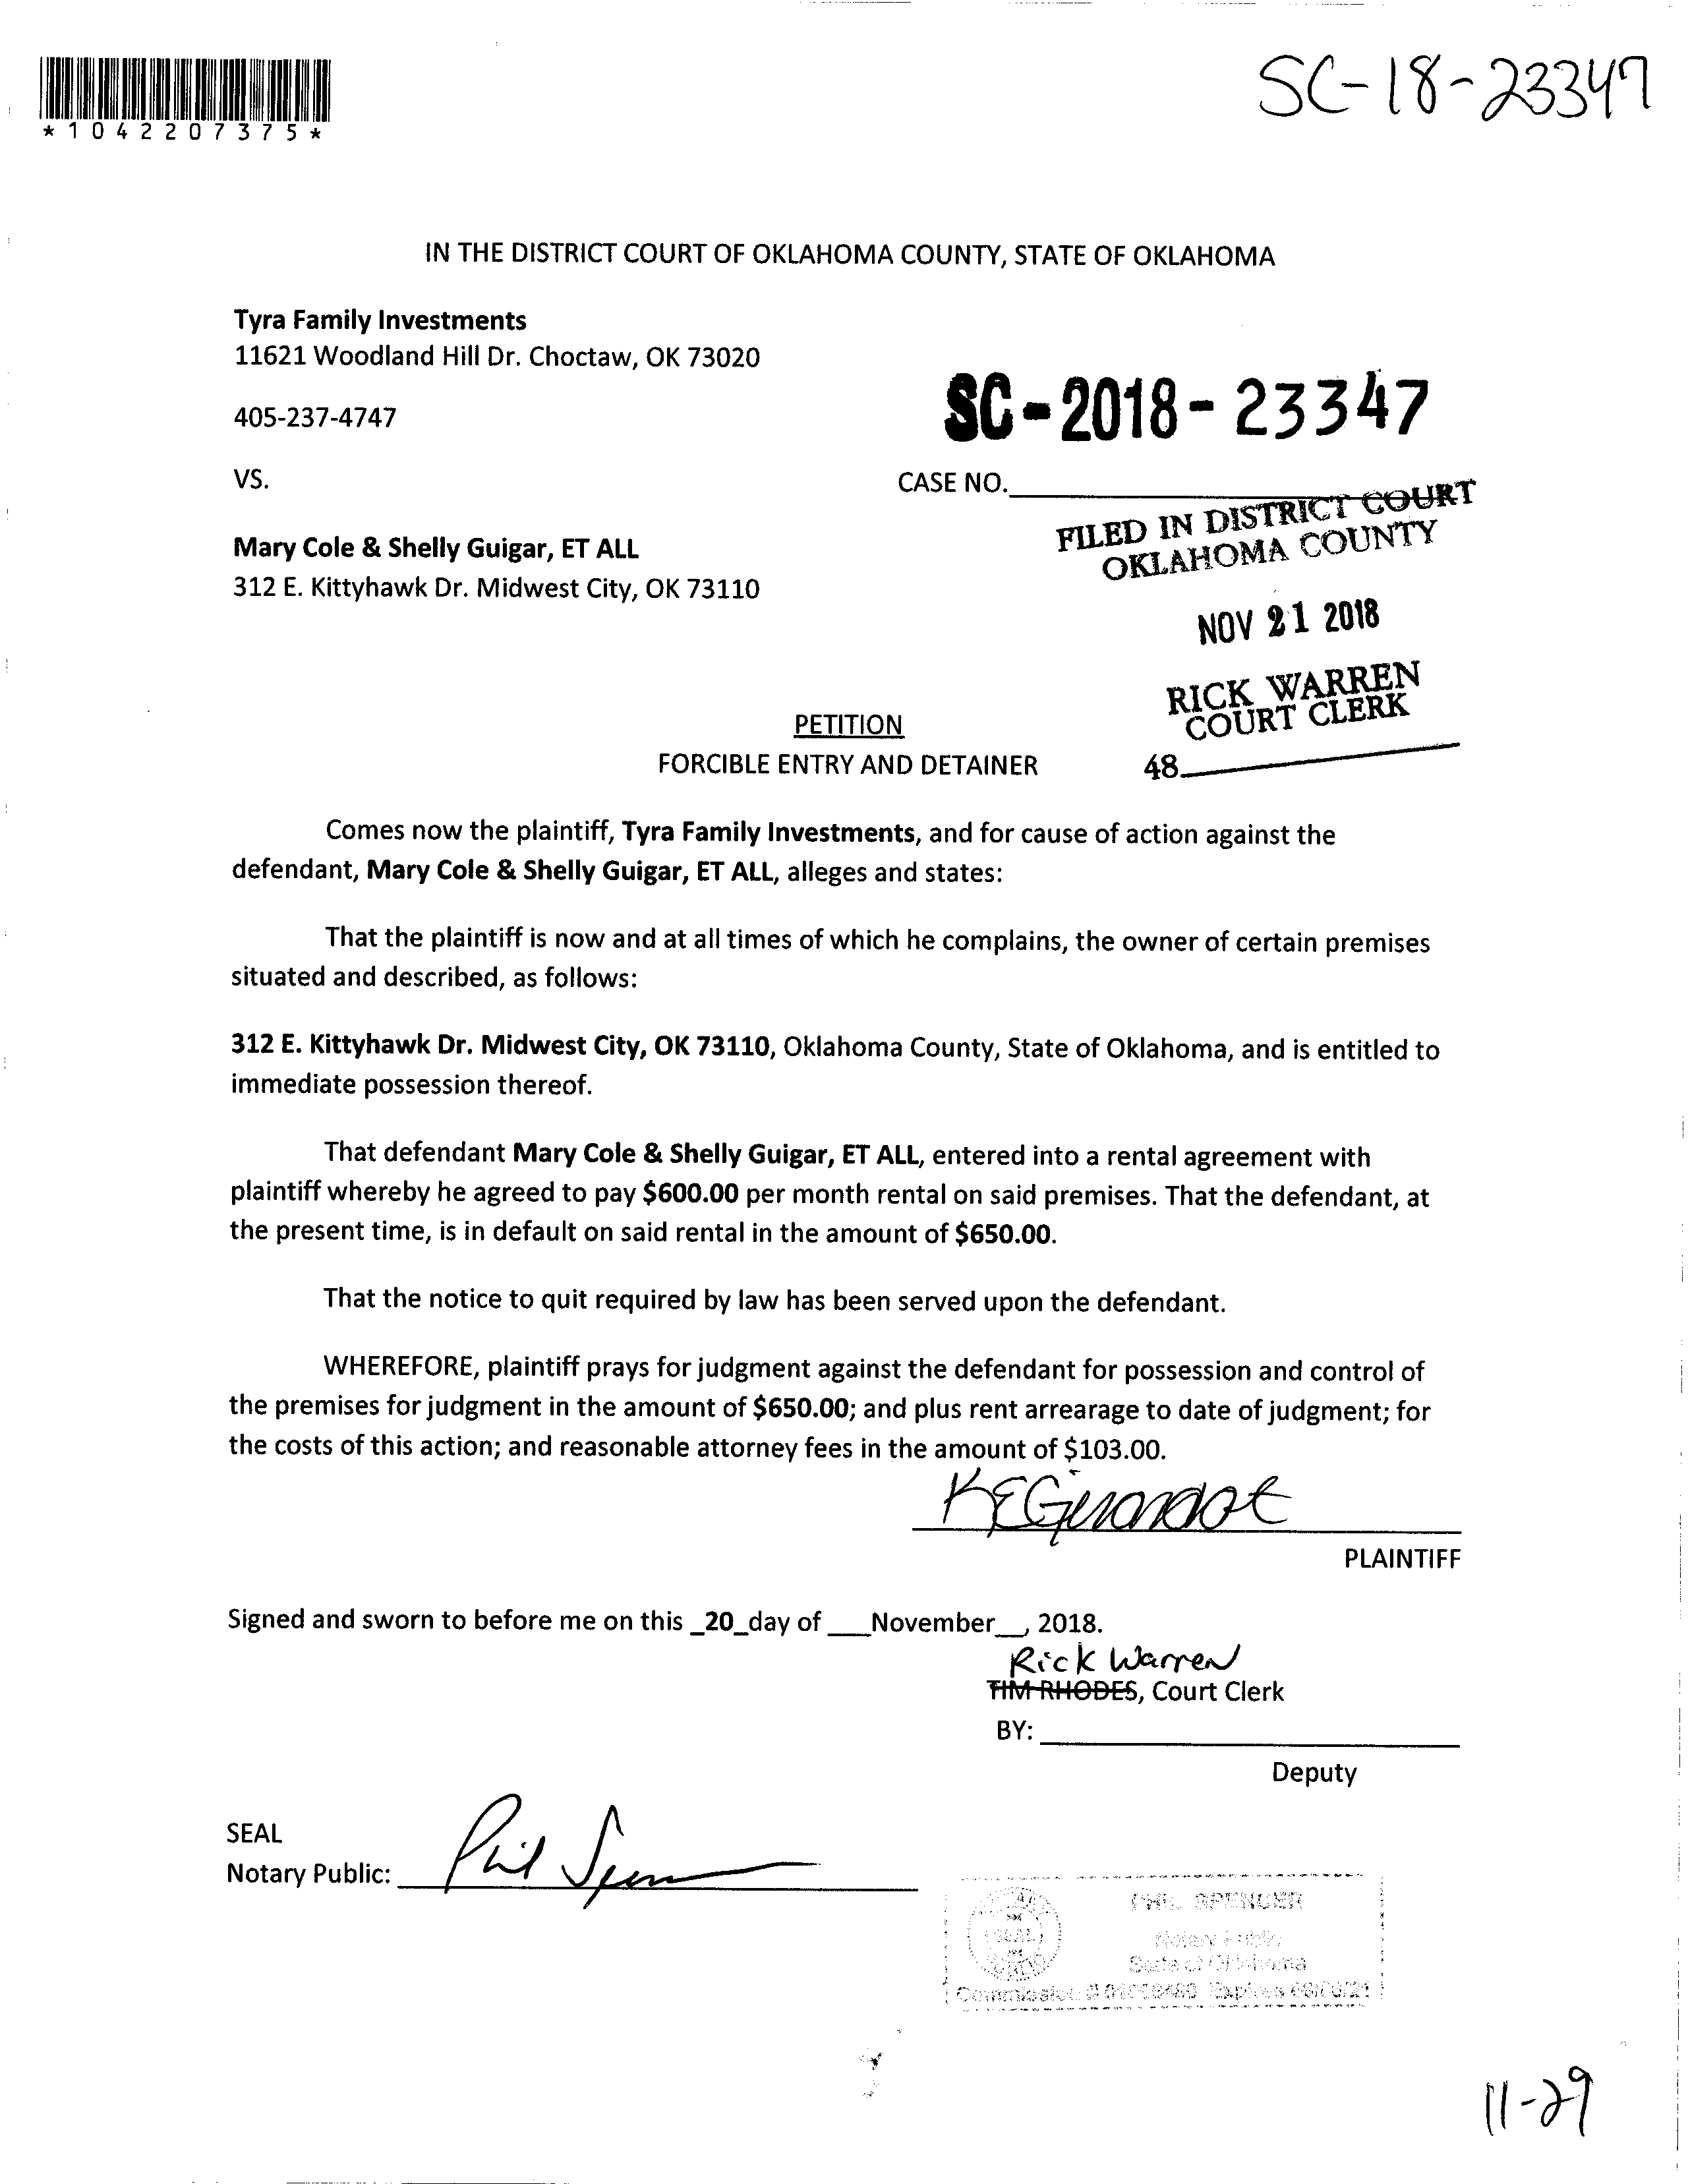 SC-18-23347
*1042207375*
IN THE DISTRICT COURT OF OKLAHOMA COUNTY, STATE OF OKLAHOMA
Tyra Family Investments
11621 Woodland Hill Dr. Choctaw, OK 73020
405-237-4747
SC-2018-23347
VS.
CASE NO.
FILED IN DISTRICT COURT
OKLAHOMA COUNTY
Mary Cole & Shelly Guigar, ET ALL
312 E. Kittyhawk Dr. Midwest City, OK 73110
NOV 21 2018
RICK WARREN
COURT CLERK
48
PETITION
FORCIBLE ENTRY AND DETAINER
Comes now the plaintiff, Tyra Family Investments, and for cause of action against the
defendant, Mary Cole & Shelly Guigar, ET ALL, alleges and states:
That the plaintiff is now and at all times of which he complains, the owner of certain premises
situated and described, as follows:
312 E. Kittyhawk Dr. Midwest City, OK 73110, Oklahoma County, State of Oklahoma, and is entitled to
immediate possession thereof.
That defendant Mary Cole & Shelly Guigar, ET ALL, entered into a rental agreement with
plaintiff whereby he agreed to pay $600.00 per month rental on said premises. That the defendant, at
the present time, is in default on said rental in the amount of $650.00.
That the notice to quit required by law has been served upon the defendant.
WHEREFORE, plaintiff prays for judgment against the defendant for possession and control of
the premises for judgment in the amount of $650.00; and plus rent arrearage to date of judgment; for
the costs of this action; and reasonable attorney fees in the amount of $103.00.
KEGirardot
PLAINTIFF
Signed and sworn to before me on this _20_day of ___November__, 2018.
Rick Warren
TIM RHODES, Court Clerk
BY:
Deputy
SEAL
Notary Public: Phil Spencer
PHIL SPENCER
Notary Public
State of Oklahoma
Commission # Expires
11-29